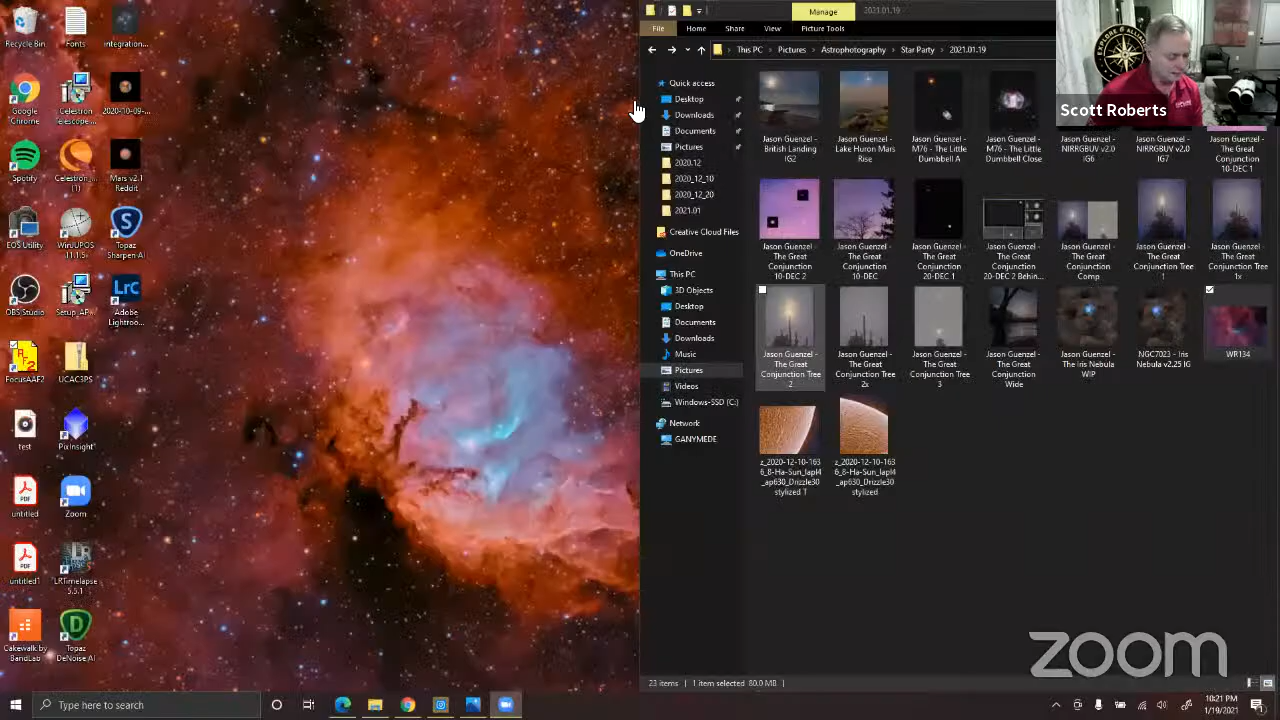 Recycle Bin
Fonts
integration...
Google
Chrome
Celestron
Telescope ...
2020-10-09-...
Spotify
Celestron_...
(1)
Mars v2.1
Reddit
EOS Utility
WinJUPOS
(11.1.5)
Topaz
Sharpen AI
OBS Studio
Setup_AP...
Adobe
Lightroo...
FocusAAF2
UCAC3PS
test
PixInsight
untitled
Zoom
untitled1
LRTimelapse
5.5.1
Cakewalk by
BandLab
Topaz
DeNoise AI
Manage
2021.01.19
File
Home
Share
View
Picture Tools
This PC
Pictures
Astrophotography
Star Party
2021.01.19
Quick access
Desktop
Downloads
Documents
Pictures
2020.12
2020_12_10
2020_12_20
2021.01
Creative Cloud Files
OneDrive
This PC
3D Objects
Desktop
Documents
Downloads
Music
Pictures
Videos
Windows-SSD (C:)
Network
GANYMEDE
Jason Guenzel -
British Landing
IG2
Jason Guenzel -
Lake Huron Mars
Rise
Jason Guenzel -
M76 - The Little
Dumbbell A
Jason Guenzel -
M76 - The Little
Dumbbell Close
Jason Guenzel -
NIRRGBUV v2.0
IG6
Jason Guenzel -
NIRRGBUV v2.0
IG7
Jason Guenzel -
The Great
Conjunction
10-DEC 1
Jason Guenzel -
The Great
Conjunction
10-DEC 2
Jason Guenzel -
The Great
Conjunction
10-DEC
Jason Guenzel -
The Great
Conjunction
20-DEC 1
Jason Guenzel -
The Great
Conjunction
20-DEC 2 Behin...
Jason Guenzel -
The Great
Conjunction
Comp
Jason Guenzel -
The Great
Conjunction Tree
1
Jason Guenzel -
The Great
Conjunction Tree
1x
Jason Guenzel -
The Great
Conjunction Tree
2
Jason Guenzel -
The Great
Conjunction Tree
2x
Jason Guenzel -
The Great
Conjunction Tree
3
Jason Guenzel -
The Great
Conjunction
Wide
Jason Guenzel -
The Iris Nebula
WIP
NGC7023 - Iris
Nebula v2.25 IG
WR134
z_2020-12-10-163
6_8-Ha-Sun_lapl4
_ap630_Drizzle30
stylized T
z_2020-12-10-163
6_8-Ha-Sun_lapl4
_ap630_Drizzle30
stylized
23 items
1 item selected 80.0 MB
Scott Roberts
zoom
Type here to search
10:21 PM
1/19/2021